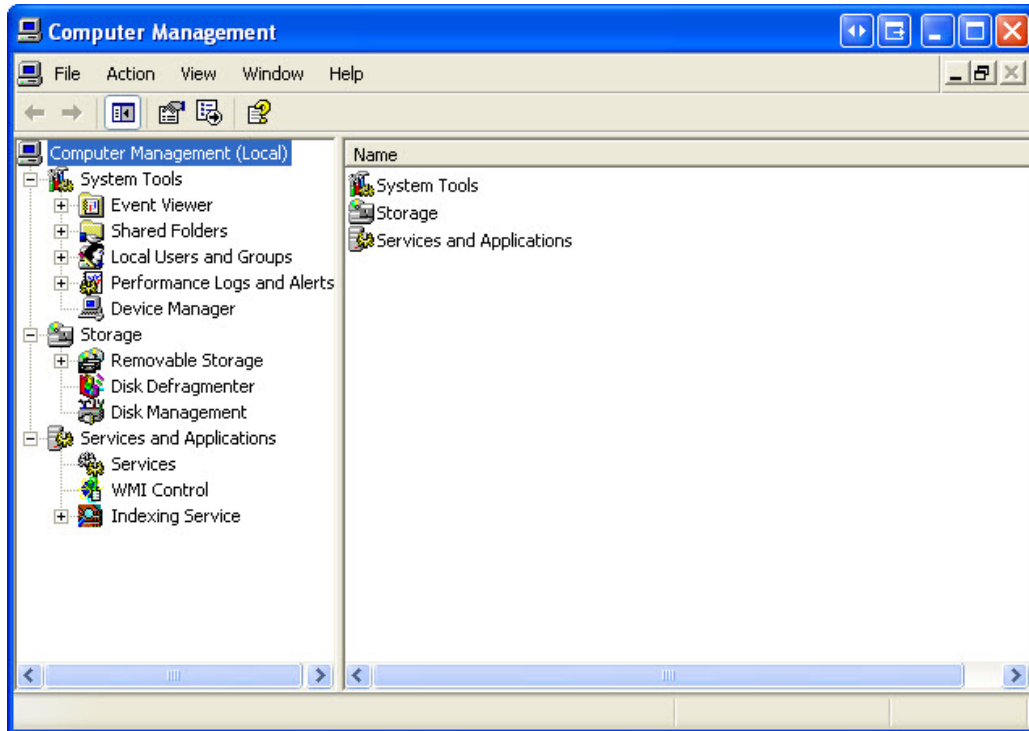 Computer Management
File Action View Window Help
Computer Management (Local)
System Tools
Event Viewer
Shared Folders
Local Users and Groups
Performance Logs and Alerts
Device Manager
Storage
Removable Storage
Disk Defragmenter
Disk Management
Services and Applications
Services
WMI Control
Indexing Service
Name
System Tools
Storage
Services and Applications